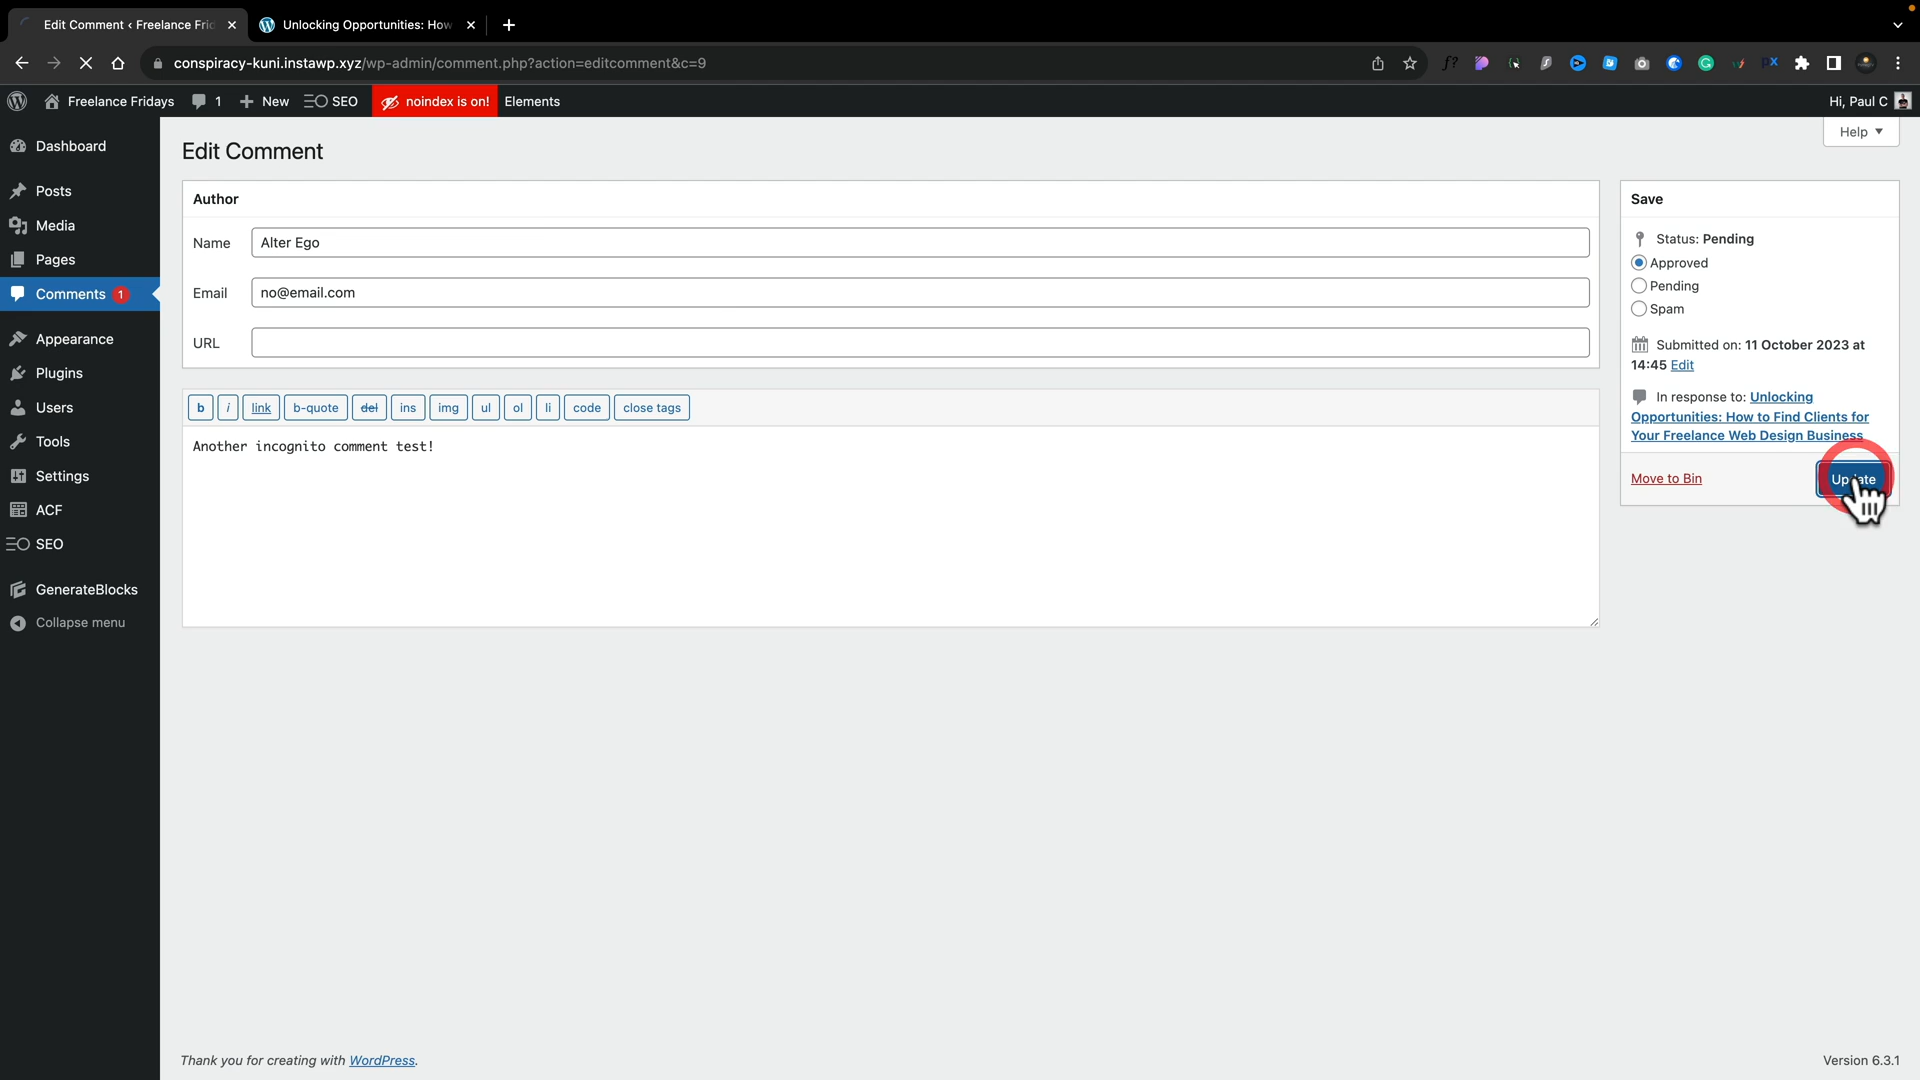 Edit Comment ‹ Freelance Fri
Unlocking Opportunities: How
conspiracy-kuni.instawp.xyz/wp-admin/comment.php?action=editcomment&c=9
Freelance Fridays
1
New
SEO
noindex is on!
Elements
Hi, Paul C
Help
Dashboard
Posts
Media
Pages
Comments 1
Appearance
Plugins
Users
Tools
Settings
ACF
SEO
GenerateBlocks
Collapse menu
Edit Comment
Author
Name Alter Ego
Email no@email.com
URL
b i link b-quote del ins img ul ol li code close tags
Another incognito comment test!
Save
Status: Pending
Approved
Pending
Spam
Submitted on: 11 October 2023 at
14:45 Edit
In response to: Unlocking
Opportunities: How to Find Clients for
Your Freelance Web Design Business
Move to Bin
Update
Thank you for creating with WordPress.
Version 6.3.1